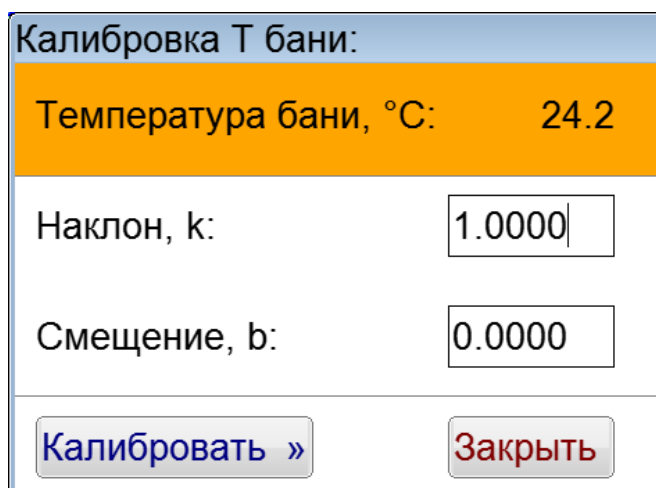 Калибровка Т бани:
Температура бани, °C: 24.2
Наклон, k: 1.0000
Смещение, b: 0.0000
Калибровать » Закрыть